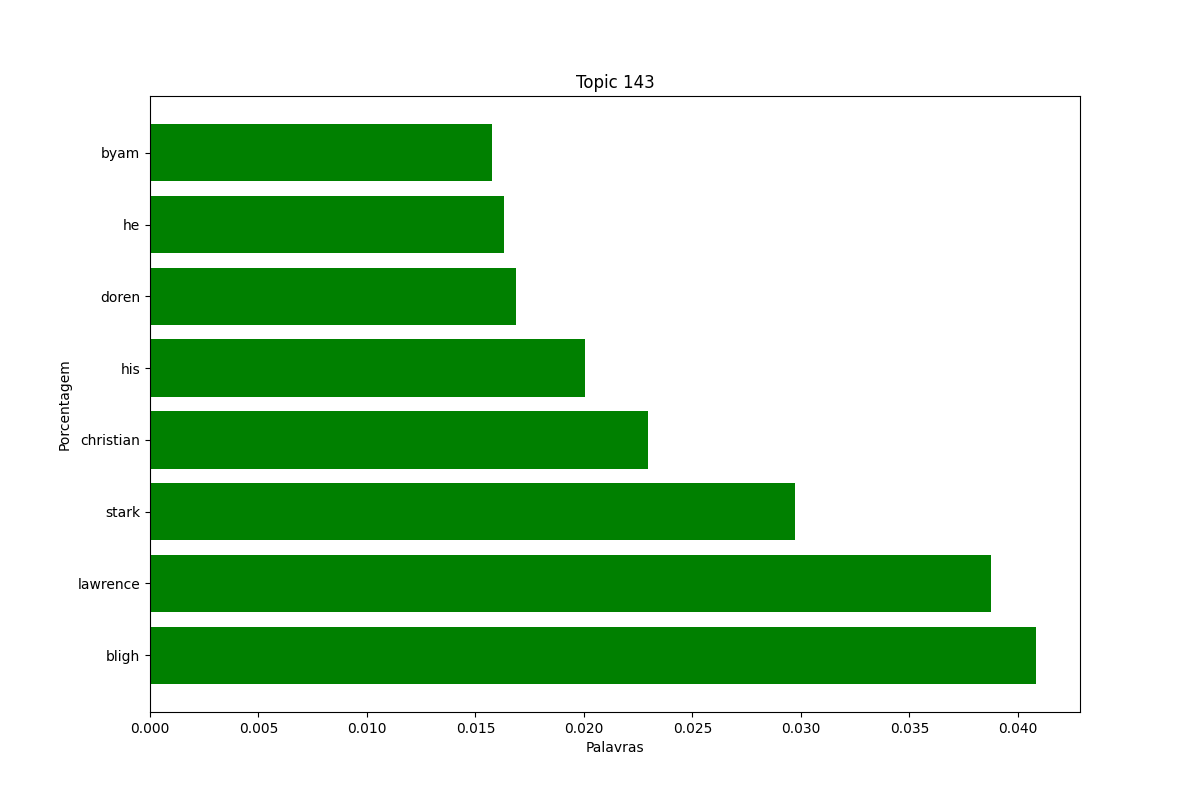 Topic 143
byam
he
doren
his
christian
stark
lawrence
bligh
Porcentagem
0.000 0.005 0.010 0.015 0.020 0.025 0.030 0.035 0.040
Palavras